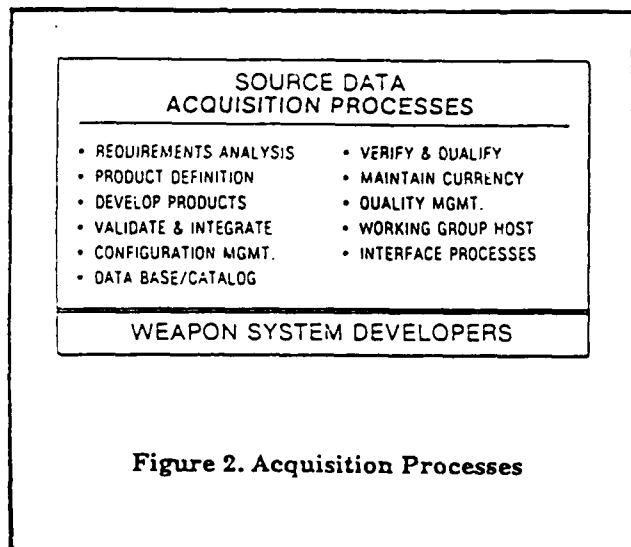 SOURCE DATA
ACQUISITION PROCESSES
• REQUIREMENTS ANALYSIS
• PRODUCT DEFINITION
• DEVELOP PRODUCTS
• VALIDATE & INTEGRATE
• CONFIGURATION MGMT.
• DATA BASE/CATALOG
• VERIFY & QUALIFY
• MAINTAIN CURRENCY
• QUALITY MGMT.
• WORKING GROUP HOST
• INTERFACE PROCESSES
WEAPON SYSTEM DEVELOPERS
Figure 2. Acquisition Processes